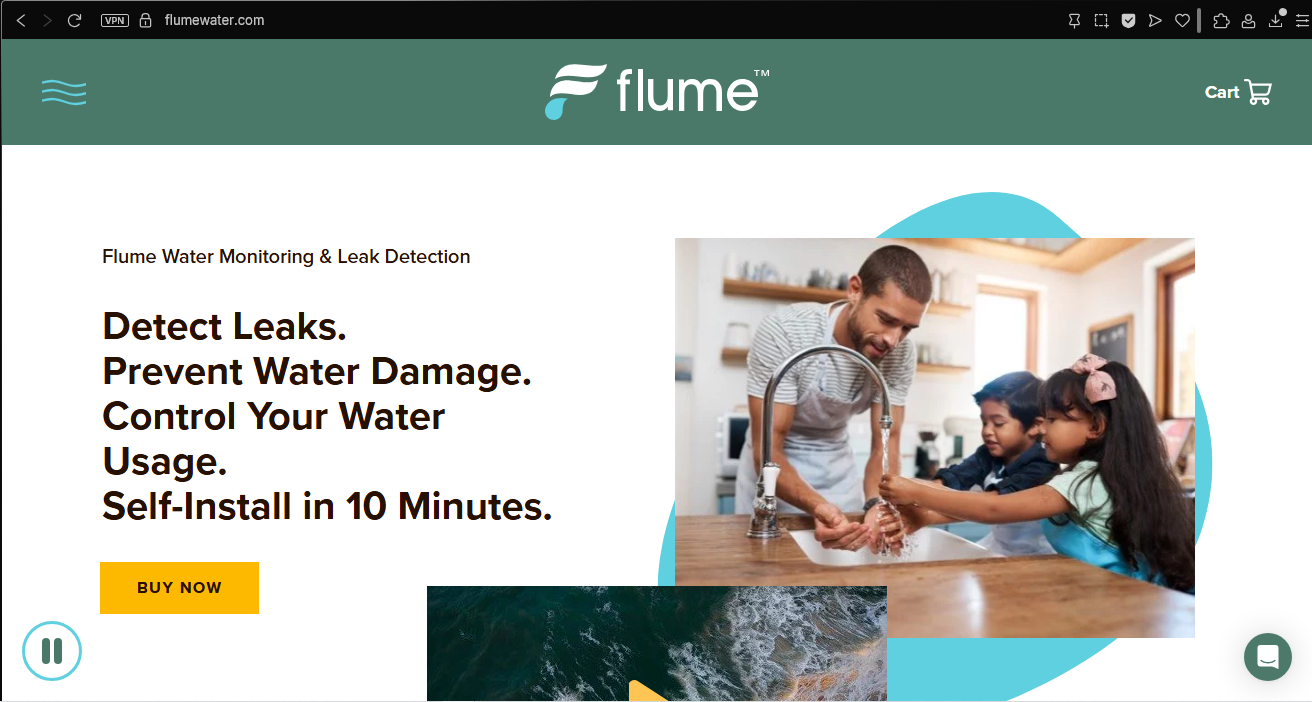 VPN flumewater.com
flume™
Cart
Flume Water Monitoring & Leak Detection
Detect Leaks.
Prevent Water Damage.
Control Your Water
Usage.
Self-Install in 10 Minutes.
BUY NOW